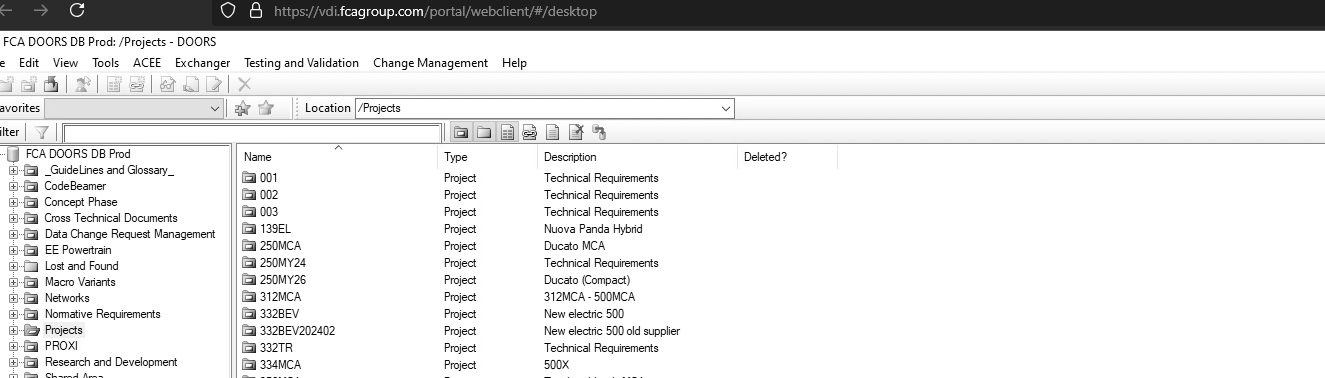 https://vdi.fcagroup.com/portal/webclient/#/desktop
FCA DOORS DB Prod: /Projects - DOORS
Edit View Tools ACEE Exchanger Testing and Validation Change Management Help
Location /Projects
FCA DOORS DB Prod
_GuideLines and Glossary_
CodeBeamer
Concept Phase
Cross Technical Documents
Data Change Request Management
EE Powertrain
Lost and Found
Macro Variants
Networks
Normative Requirements
Projects
PROXI
Research and Development
Shared Area
Name Type Description Deleted?
001 Project Technical Requirements
002 Project Technical Requirements
003 Project Technical Requirements
139EL Project Nuova Panda Hybrid
250MCA Project Ducato MCA
250MY24 Project Technical Requirements
250MY26 Project Ducato (Compact)
312MCA Project 312MCA - 500MCA
332BEV Project New electric 500
332BEV202402 Project New electric 500 old supplier
332TR Project Technical Requirements
334MCA Project 500X